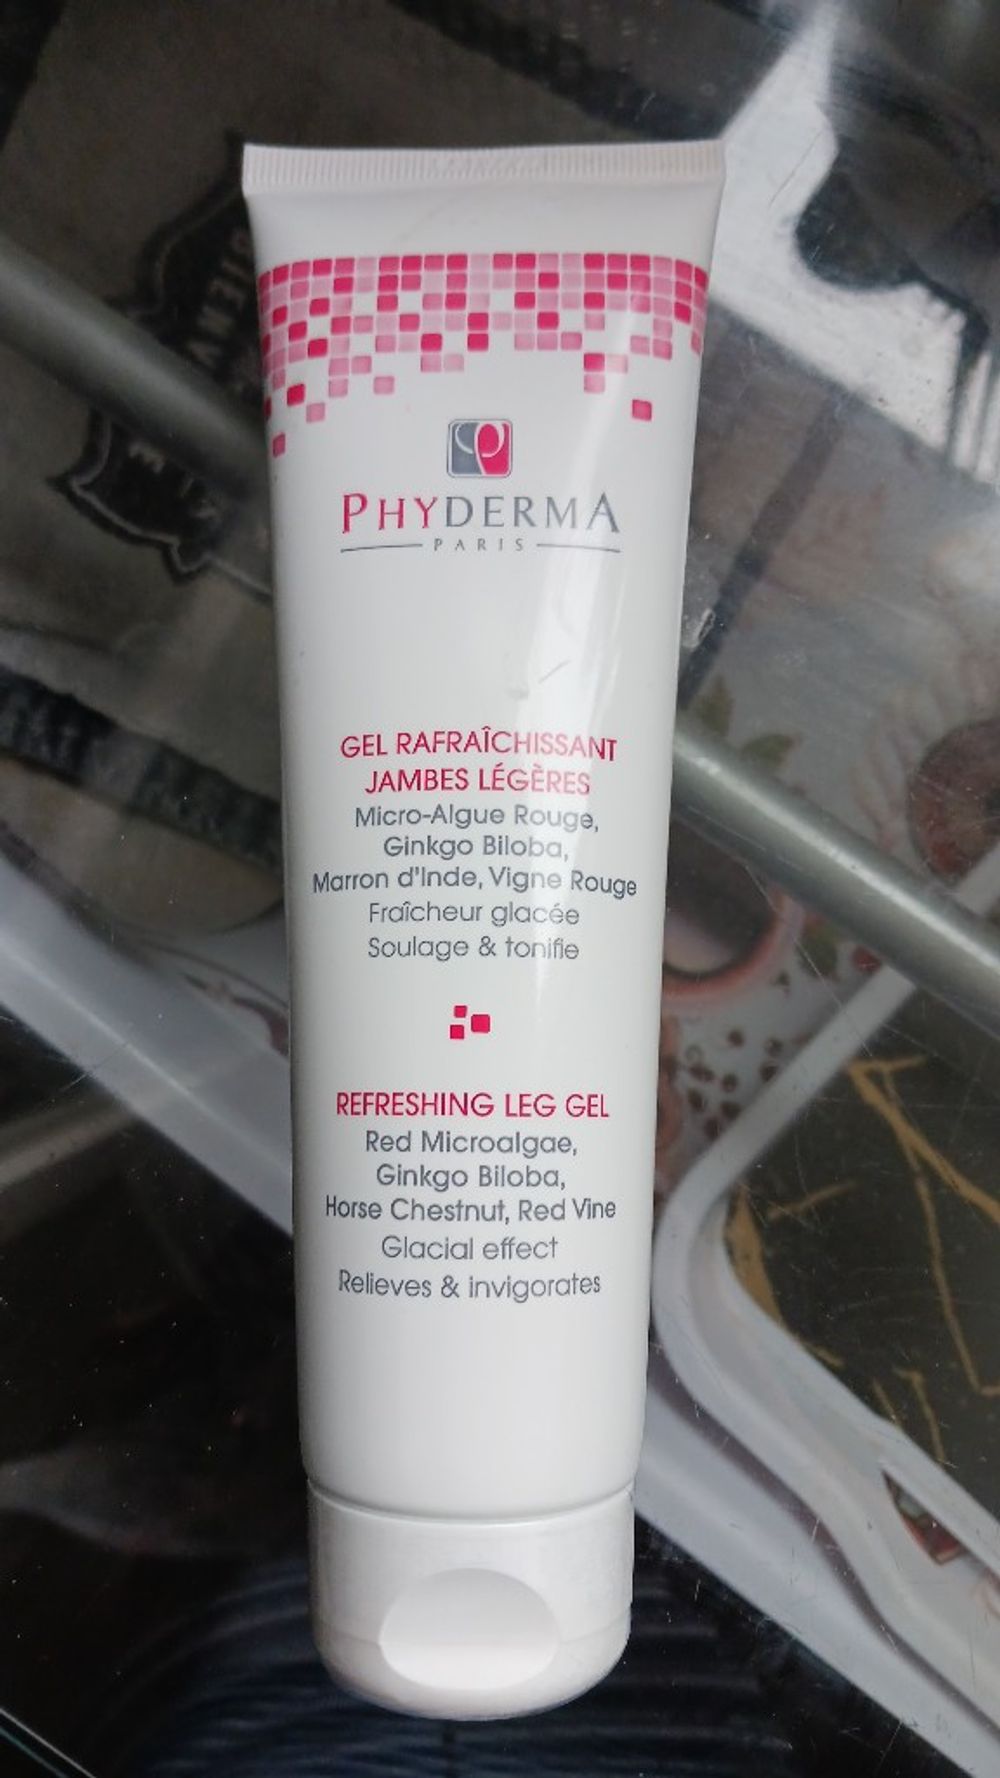 PHYDERMA
PARIS
GEL RAFRAÎCHISSANT
JAMBES LÉGÈRES
Micro-Algue Rouge,
Ginkgo Biloba,
Marron d'Inde, Vigne Rouge
Fraîcheur glacée
Soulage & tonifie
REFRESHING LEG GEL
Red Microalgae,
Ginkgo Biloba,
Horse Chestnut, Red Vine
Glacial effect
Relieves & invigorates